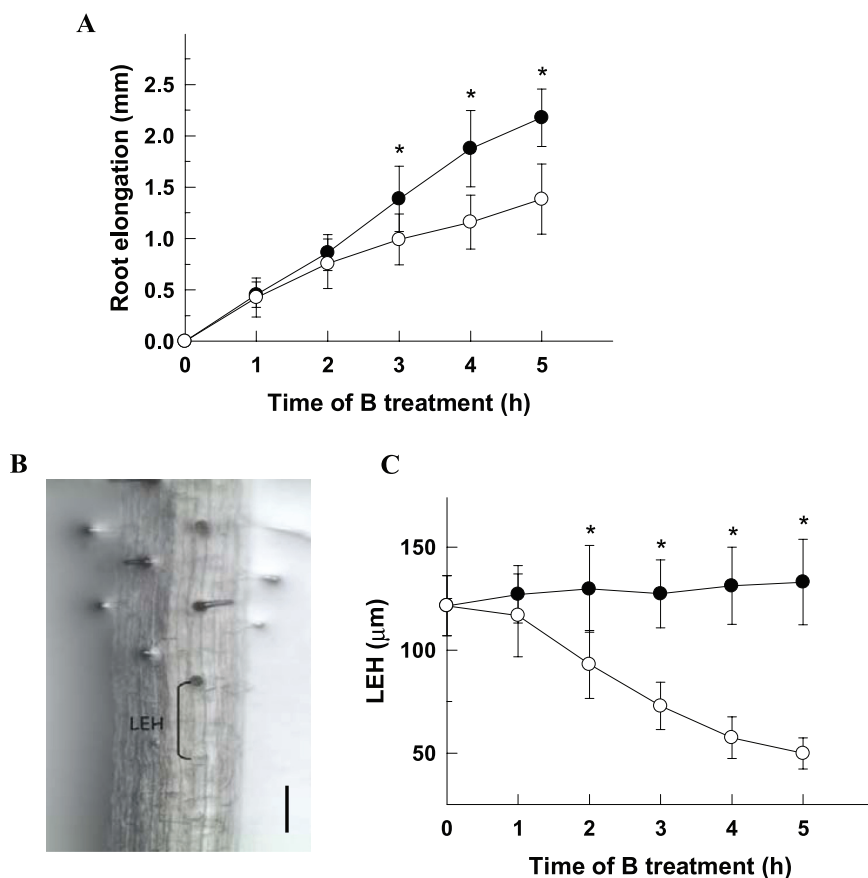 A
Root elongation (mm)
2.5
2.0
1.5
1.0
0.5
0.0
* * *
0 1 2 3 4 5
Time of B treatment (h)
B
LEH
C
LEH (μm)
150
100
50
* * * *
0 1 2 3 4 5
Time of B treatment (h)